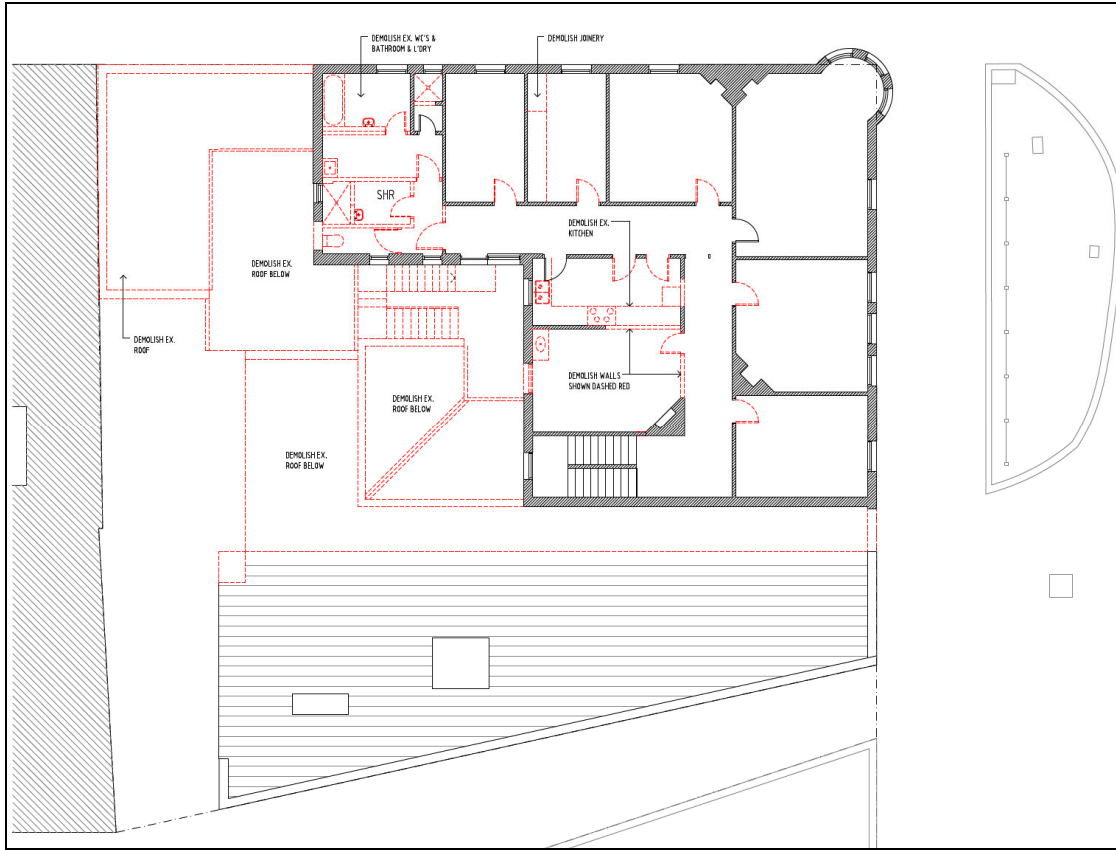 DEMOLISH EX. WC'S &
BATHROOM & L'DRY
DEMOLISH JOINERY
SHR
DEMOLISH EX.
KITCHEN
DEMOLISH EX.
ROOF BELOW
DEMOLISH EX.
ROOF
DEMOLISH WALLS
SHOWN DASHED RED
DEMOLISH EX.
ROOF BELOW
DEMOLISH EX.
ROOF BELOW